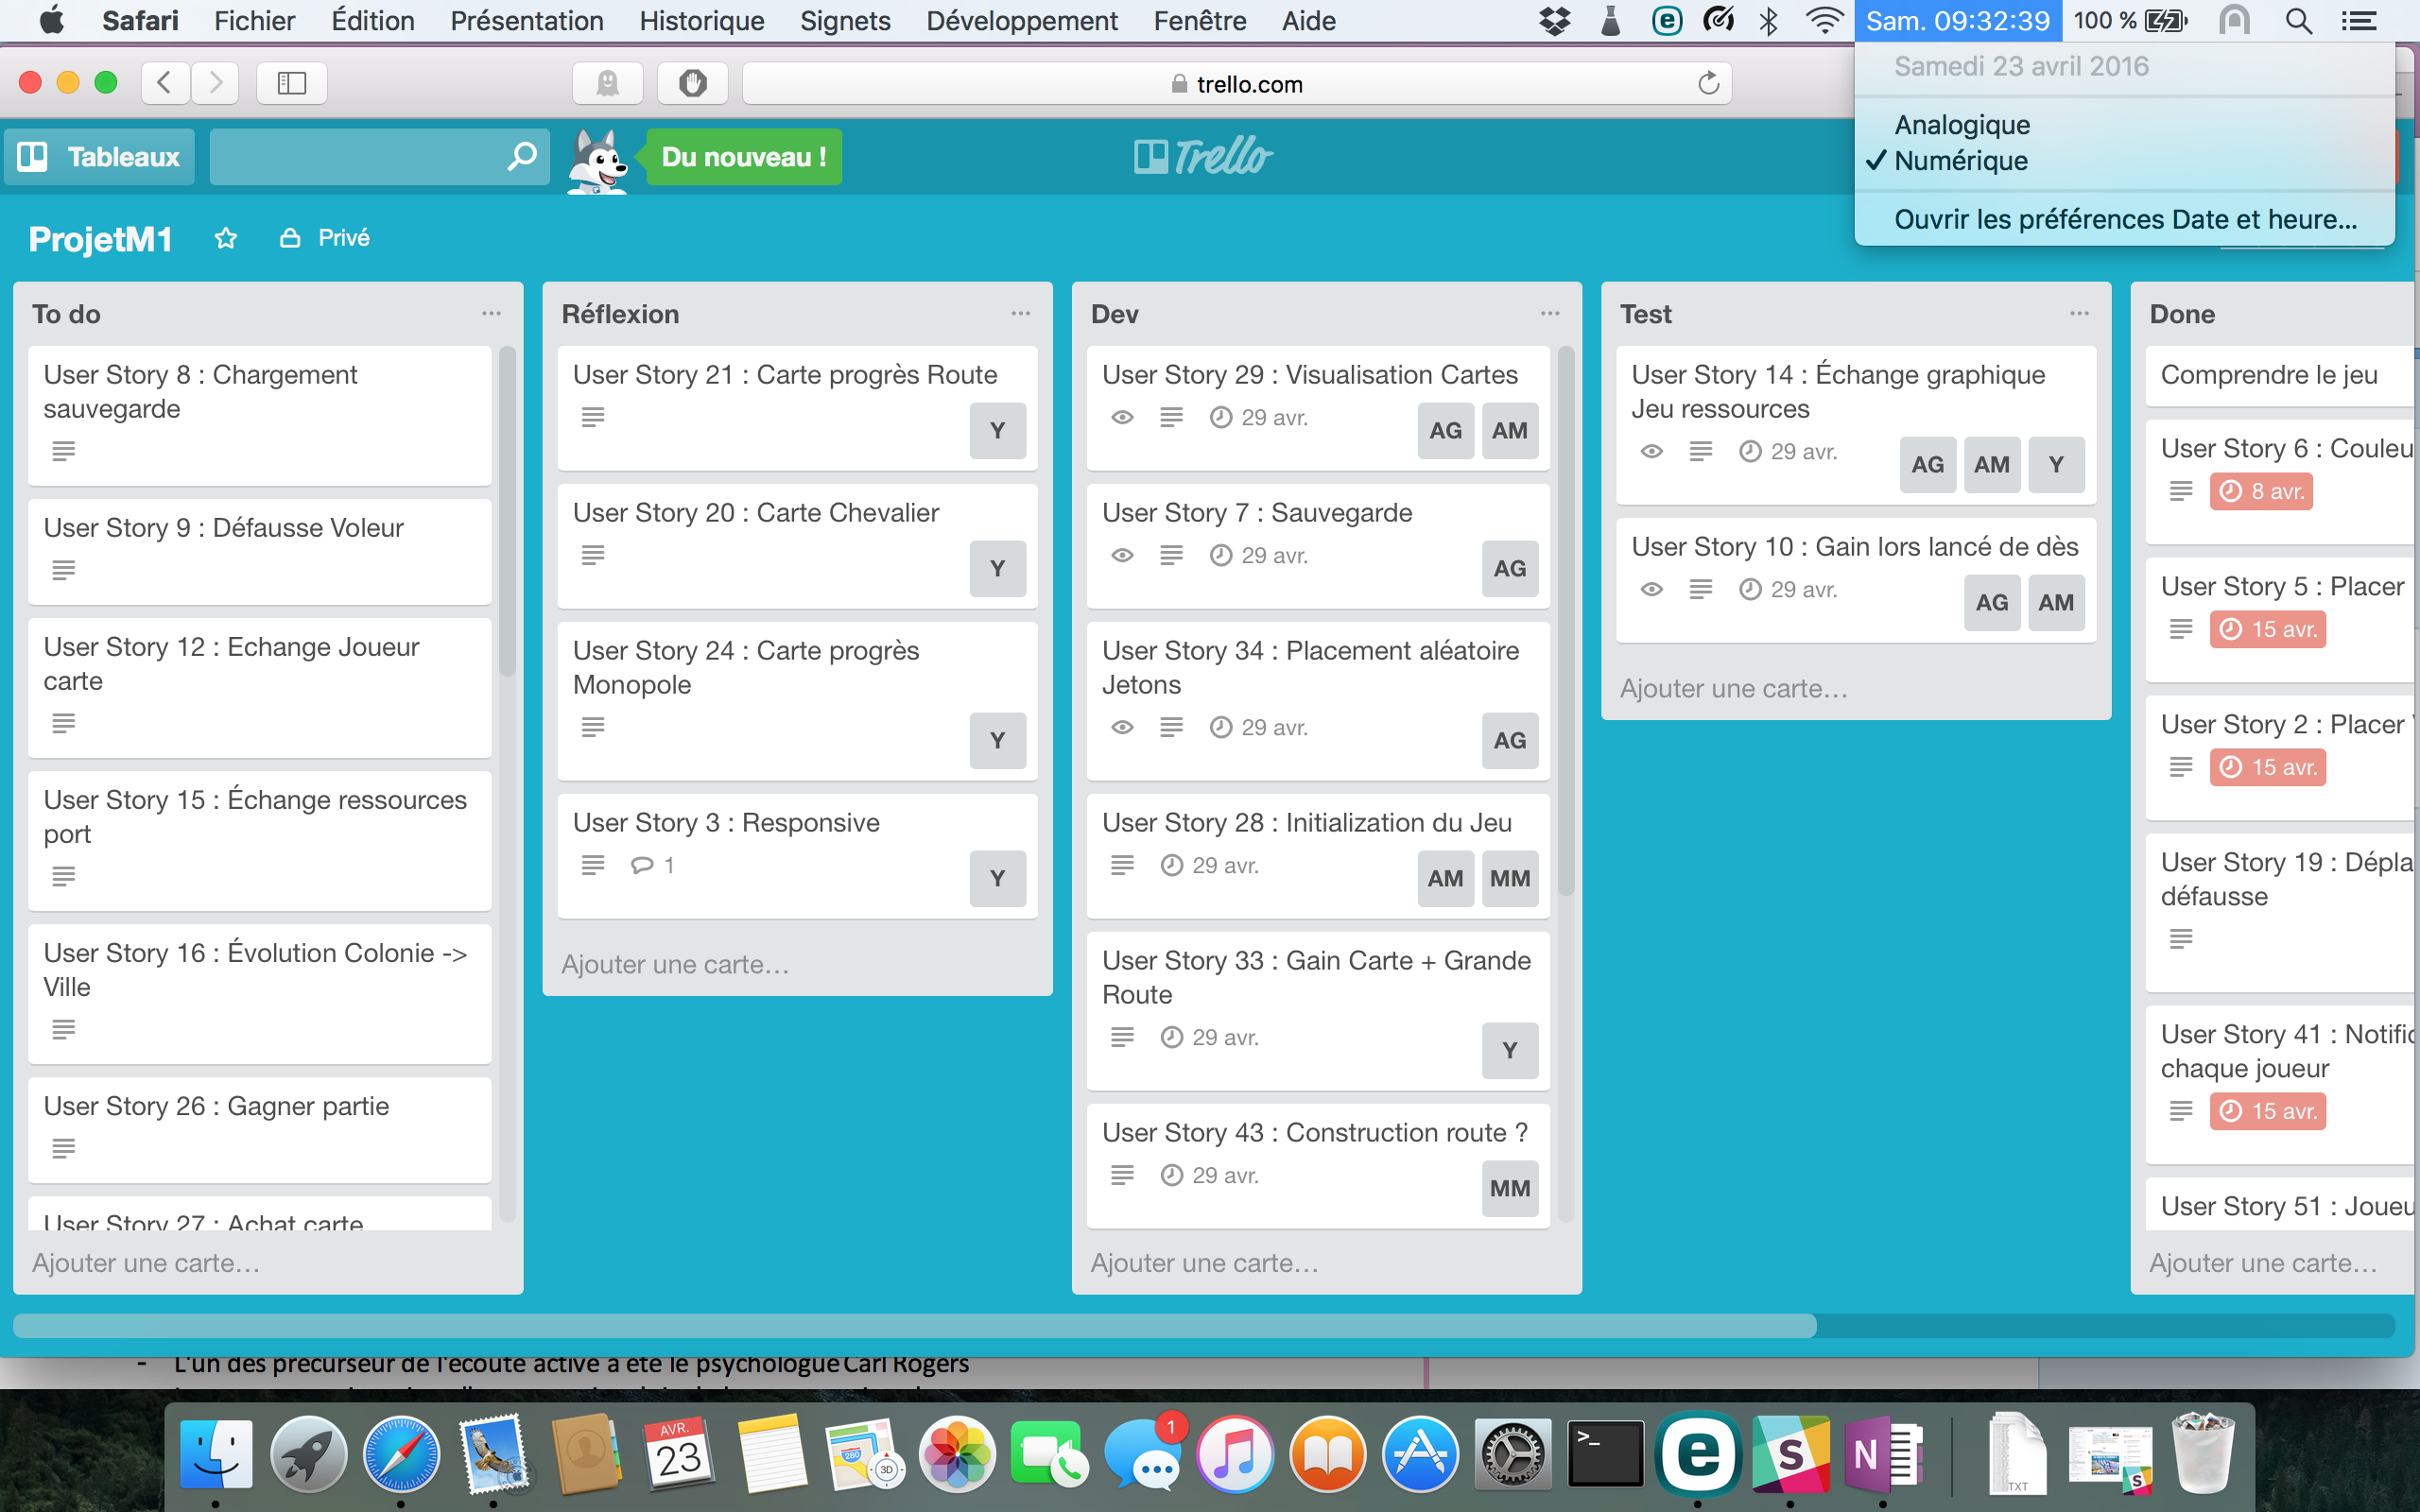 Safari Fichier Édition Présentation Historique Signets Développement Fenêtre Aide Sam. 09:32:39 100 %
Samedi 23 avril 2016
Analogique
✓ Numérique
Ouvrir les préférences Date et heure...
trello.com
Tableaux
Du nouveau !
Trello
ProjetM1
Privé
To do
User Story 8 : Chargement
sauvegarde
User Story 9 : Défausse Voleur
User Story 12 : Echange Joueur
carte
User Story 15 : Échange ressources
port
User Story 16 : Évolution Colonie ->
Ville
User Story 26 : Gagner partie
User Story 27 : Achat carte
Ajouter une carte…
Réflexion
User Story 21 : Carte progrès Route
Y
User Story 20 : Carte Chevalier
Y
User Story 24 : Carte progrès
Monopole
Y
User Story 3 : Responsive
1
Y
Ajouter une carte…
Dev
User Story 29 : Visualisation Cartes
29 avr.
AG AM
User Story 7 : Sauvegarde
29 avr.
AG
User Story 34 : Placement aléatoire
Jetons
29 avr.
AG
User Story 28 : Initialization du Jeu
29 avr.
AM MM
User Story 33 : Gain Carte + Grande
Route
29 avr.
Y
User Story 43 : Construction route ?
29 avr.
MM
Ajouter une carte…
Test
User Story 14 : Échange graphique
Jeu ressources
29 avr.
AG AM Y
User Story 10 : Gain lors lancé de dès
29 avr.
AG AM
Ajouter une carte…
Done
Comprendre le jeu
User Story 6 : Couleu
8 avr.
User Story 5 : Placer
15 avr.
User Story 2 : Placer
15 avr.
User Story 19 : Dépla
défausse
User Story 41 : Notific
chaque joueur
15 avr.
User Story 51 : Joueu
Ajouter une carte…
- L'un des précurseur de l'écoute active a été le psychologue Carl Rogers
AVR.
23
280
3D
1
>_
e
S
N
TXT